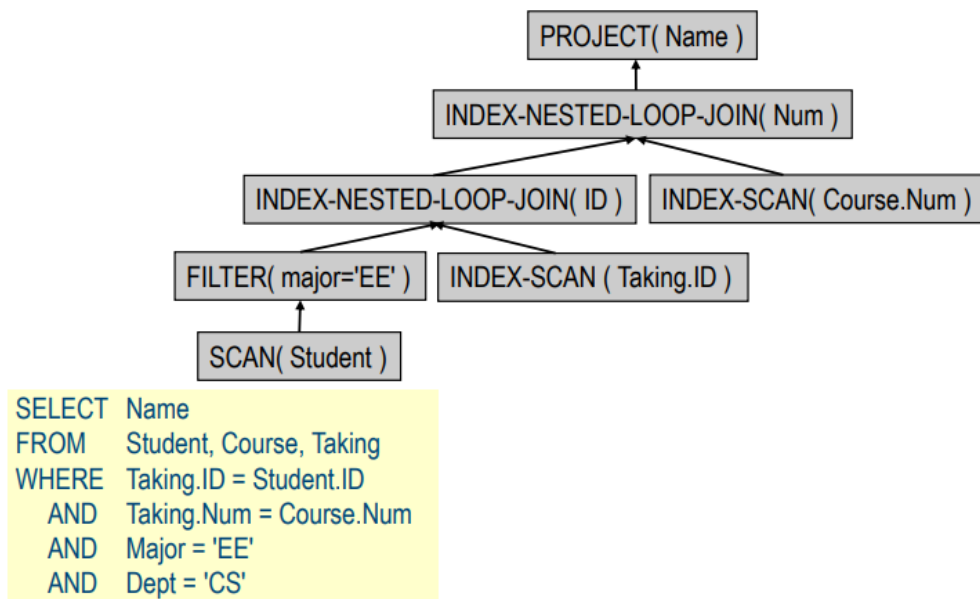 PROJECT( Name )
INDEX-NESTED-LOOP-JOIN( Num )
INDEX-NESTED-LOOP-JOIN( ID )
INDEX-SCAN( Course.Num )
FILTER( major='EE' )
INDEX-SCAN ( Taking.ID )
SCAN( Student )
SELECT Name
FROM Student, Course, Taking
WHERE Taking.ID = Student.ID
AND Taking.Num = Course.Num
AND Major = 'EE'
AND Dept = 'CS'